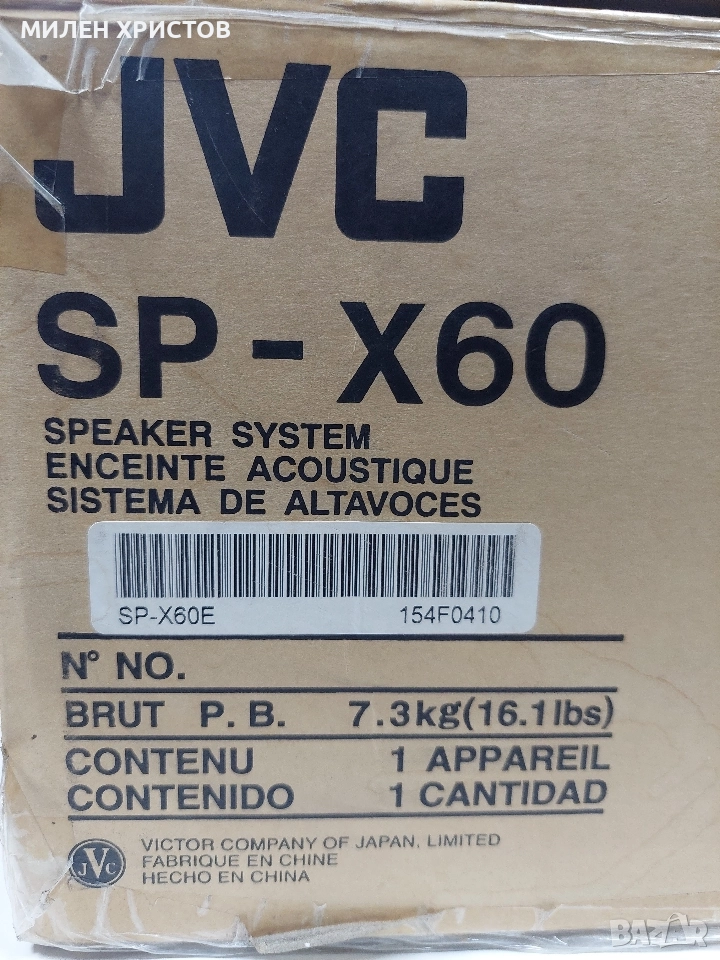 МИЛЕН ХРИСТОВ
JVC
SP-X60
SPEAKER SYSTEM
ENCEINTE ACOUSTIQUE
SISTEMA DE ALTAVOCES
SP-X60E 154F0410
N° NO.
BRUT P. B. 7.3kg(16.1lbs)
CONTENU 1 APPAREIL
CONTENIDO 1 CANTIDAD
JVC VICTOR COMPANY OF JAPAN, LIMITED
FABRIQUE EN CHINE
HECHO EN CHINA
BAZAR